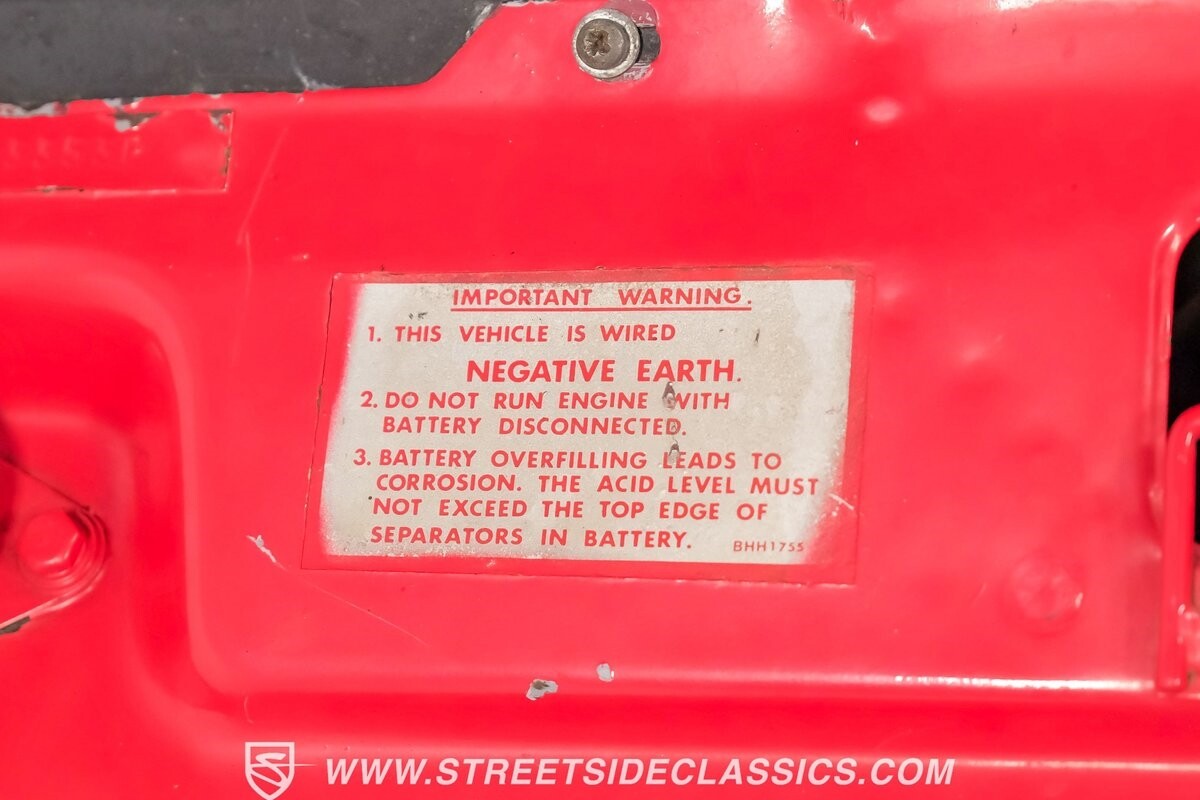 IMPORTANT WARNING.
1. THIS VEHICLE IS WIRED
NEGATIVE EARTH.
2. DO NOT RUN ENGINE WITH
BATTERY DISCONNECTED.
3. BATTERY OVERFILLING LEADS TO
CORROSION. THE ACID LEVEL MUST
NOT EXCEED THE TOP EDGE OF
SEPARATORS IN BATTERY.
BHH1755
WWW.STREETSIDECLASSICS.COM